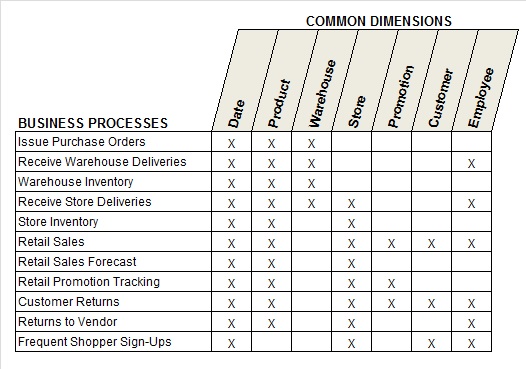 COMMON DIMENSIONS
BUSINESS PROCESSES Date Product Warehouse Store Promotion Customer Employee
Issue Purchase Orders X X X
Receive Warehouse Deliveries X X X X
Warehouse Inventory X X X
Receive Store Deliveries X X X X X
Store Inventory X X X
Retail Sales X X X X X X
Retail Sales Forecast X X X
Retail Promotion Tracking X X X X
Customer Returns X X X X X X
Returns to Vendor X X X X
Frequent Shopper Sign-Ups X X X X